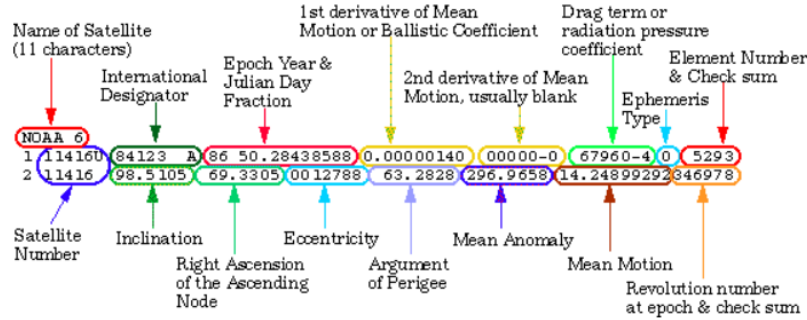 Name of Satellite
(11 characters)
International
Designator
Epoch Year &
Julian Day
Fraction
1st derivative of Mean
Motion or Ballistic Coefficient
2nd derivative of Mean
Motion, usually blank
Drag term or
radiation pressure
coefficient
Ephemeris
Type
Element Number
& Check sum
NOAA 6
1 11416U 84123 A 86 50.28438588 0.00000140 00000-0 67960-4 0 5293
2 11416 98.5105 69.3305 0012788 63.2828 296.9658 14.24899292 346978
Satellite
Number
Inclination
Right Ascension
of the Ascending
Node
Eccentricity
Argument
of Perigee
Mean Anomaly
Mean Motion
Revolution number
at epoch & check sum